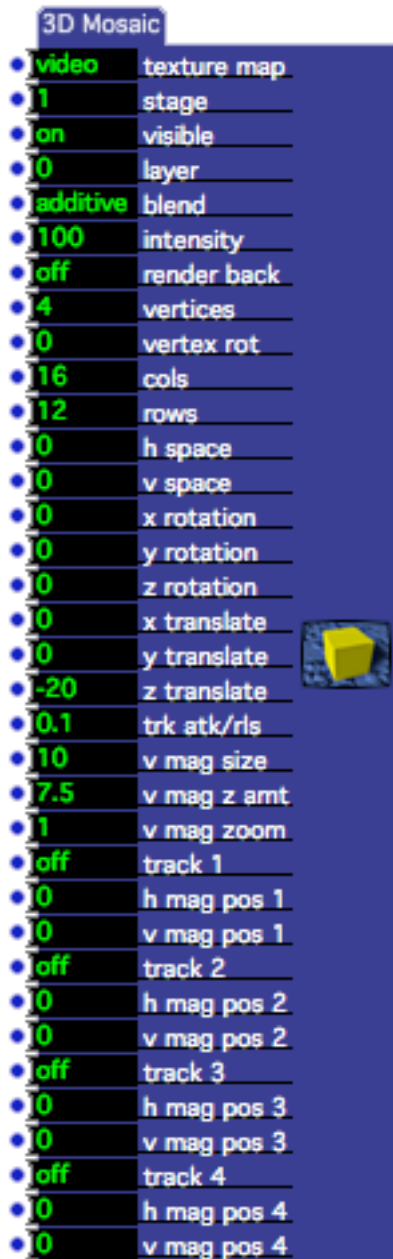 3D Mosaic
video texture map
1 stage
on visible
0 layer
additive blend
100 intensity
off render back
4 vertices
0 vertex rot
16 cols
12 rows
0 h space
0 v space
0 x rotation
0 y rotation
0 z rotation
0 x translate
0 y translate
-20 z translate
0.1 trk atk/rls
10 v mag size
7.5 v mag z amt
1 v mag zoom
off track 1
0 h mag pos 1
0 v mag pos 1
off track 2
0 h mag pos 2
0 v mag pos 2
off track 3
0 h mag pos 3
0 v mag pos 3
off track 4
0 h mag pos 4
0 v mag pos 4